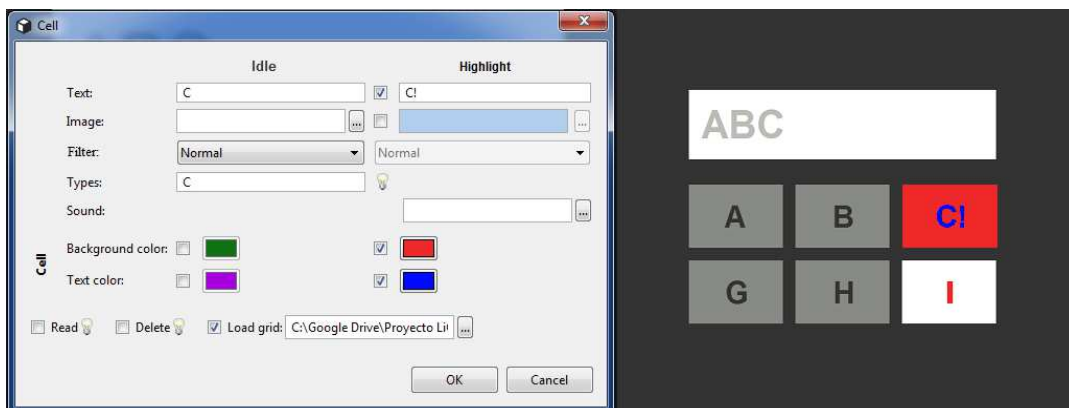 Cell
Idle Highlight
Text: C C!
Image: ... ...
Filter: Normal Normal
Types: C
Sound: ...
Cell
Background color:
Text color:
Read Delete Load grid: C:\Google Drive\Proyecto Li ...
OK Cancel
ABC
A B C!
G H I